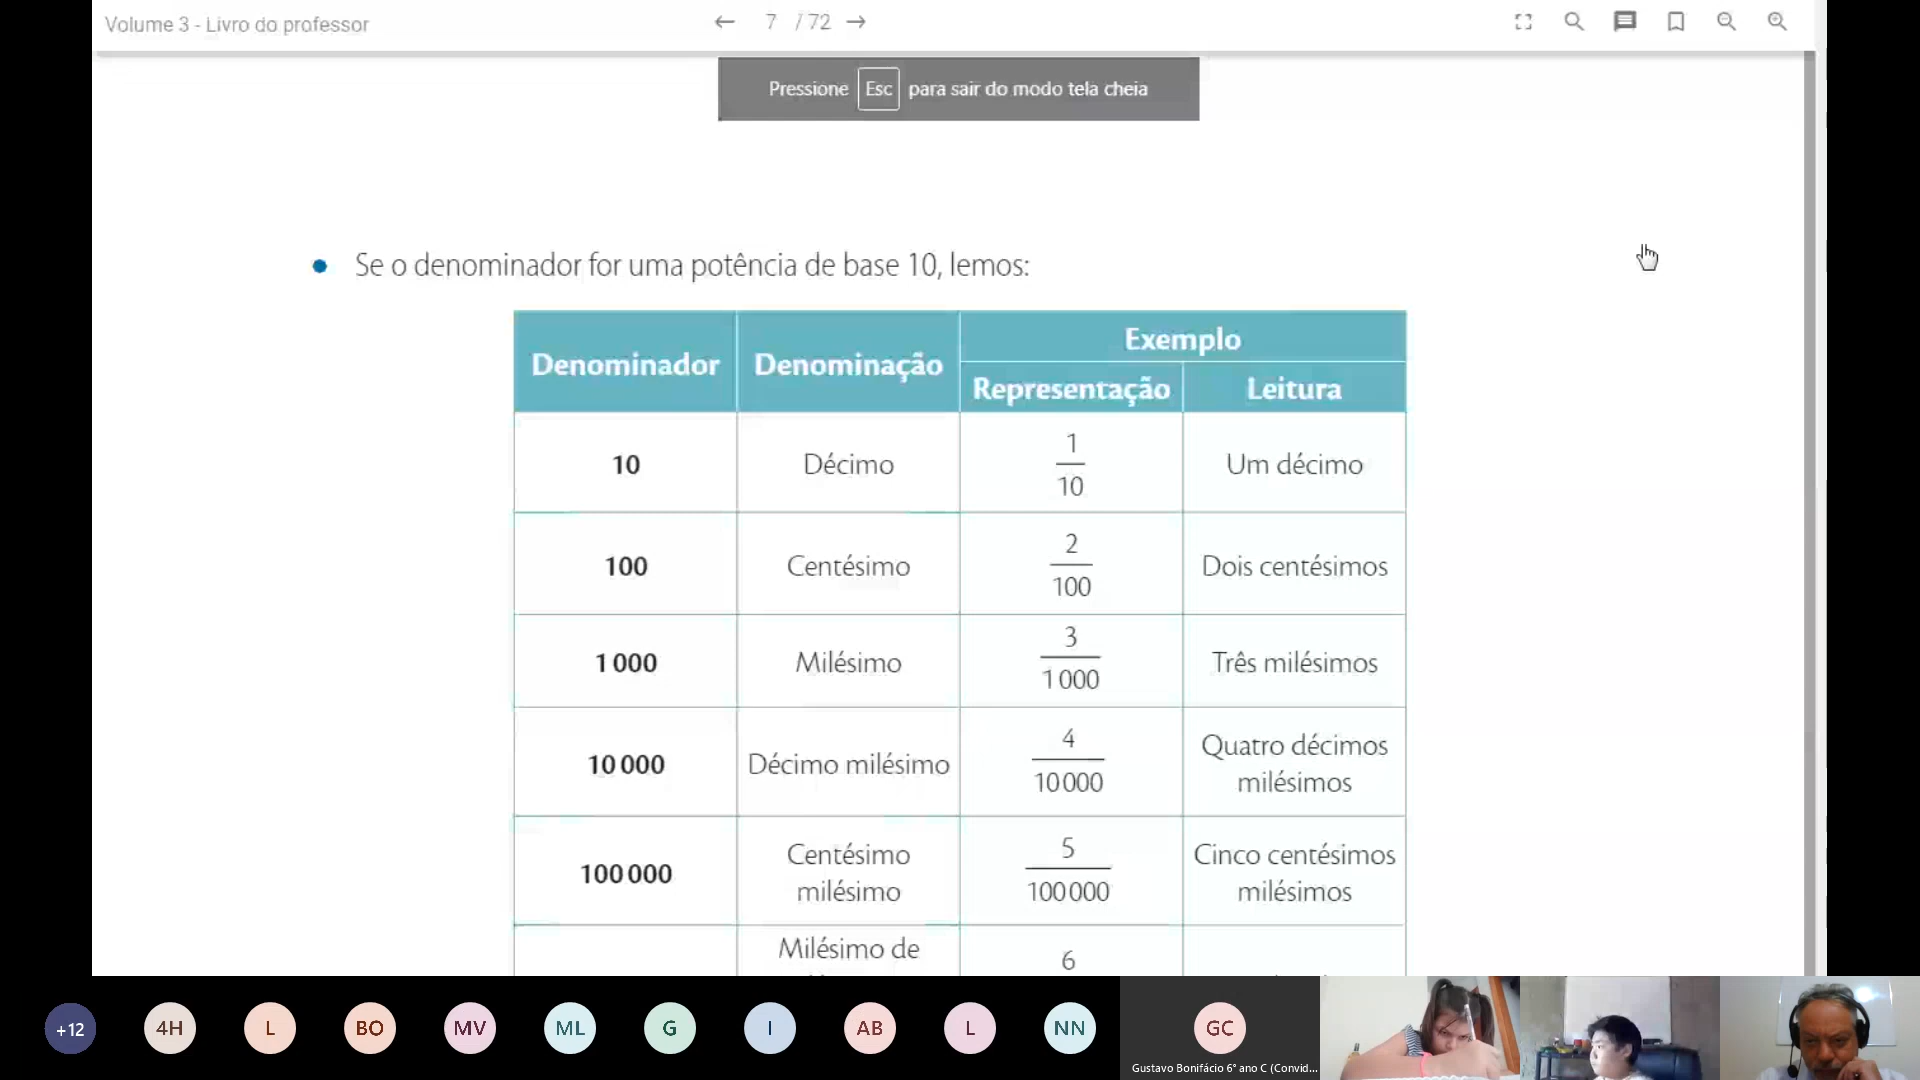 Volume 3 - Livro do professor
7 / 72
Pressione Esc para sair do modo tela cheia
Se o denominador for uma potência de base 10, lemos:
Denominador Denominação Exemplo
Representação Leitura
10 Décimo 1/10 Um décimo
100 Centésimo 2/100 Dois centésimos
1 000 Milésimo 3/1 000 Três milésimos
10 000 Décimo milésimo 4/10 000 Quatro décimos
milésimos
100 000 Centésimo
milésimo 5/100 000 Cinco centésimos
milésimos
Milésimo de 6
+12 4H L BO MV ML G I AB L NN GC
Gustavo Bonifácio 6° ano C (Convid...